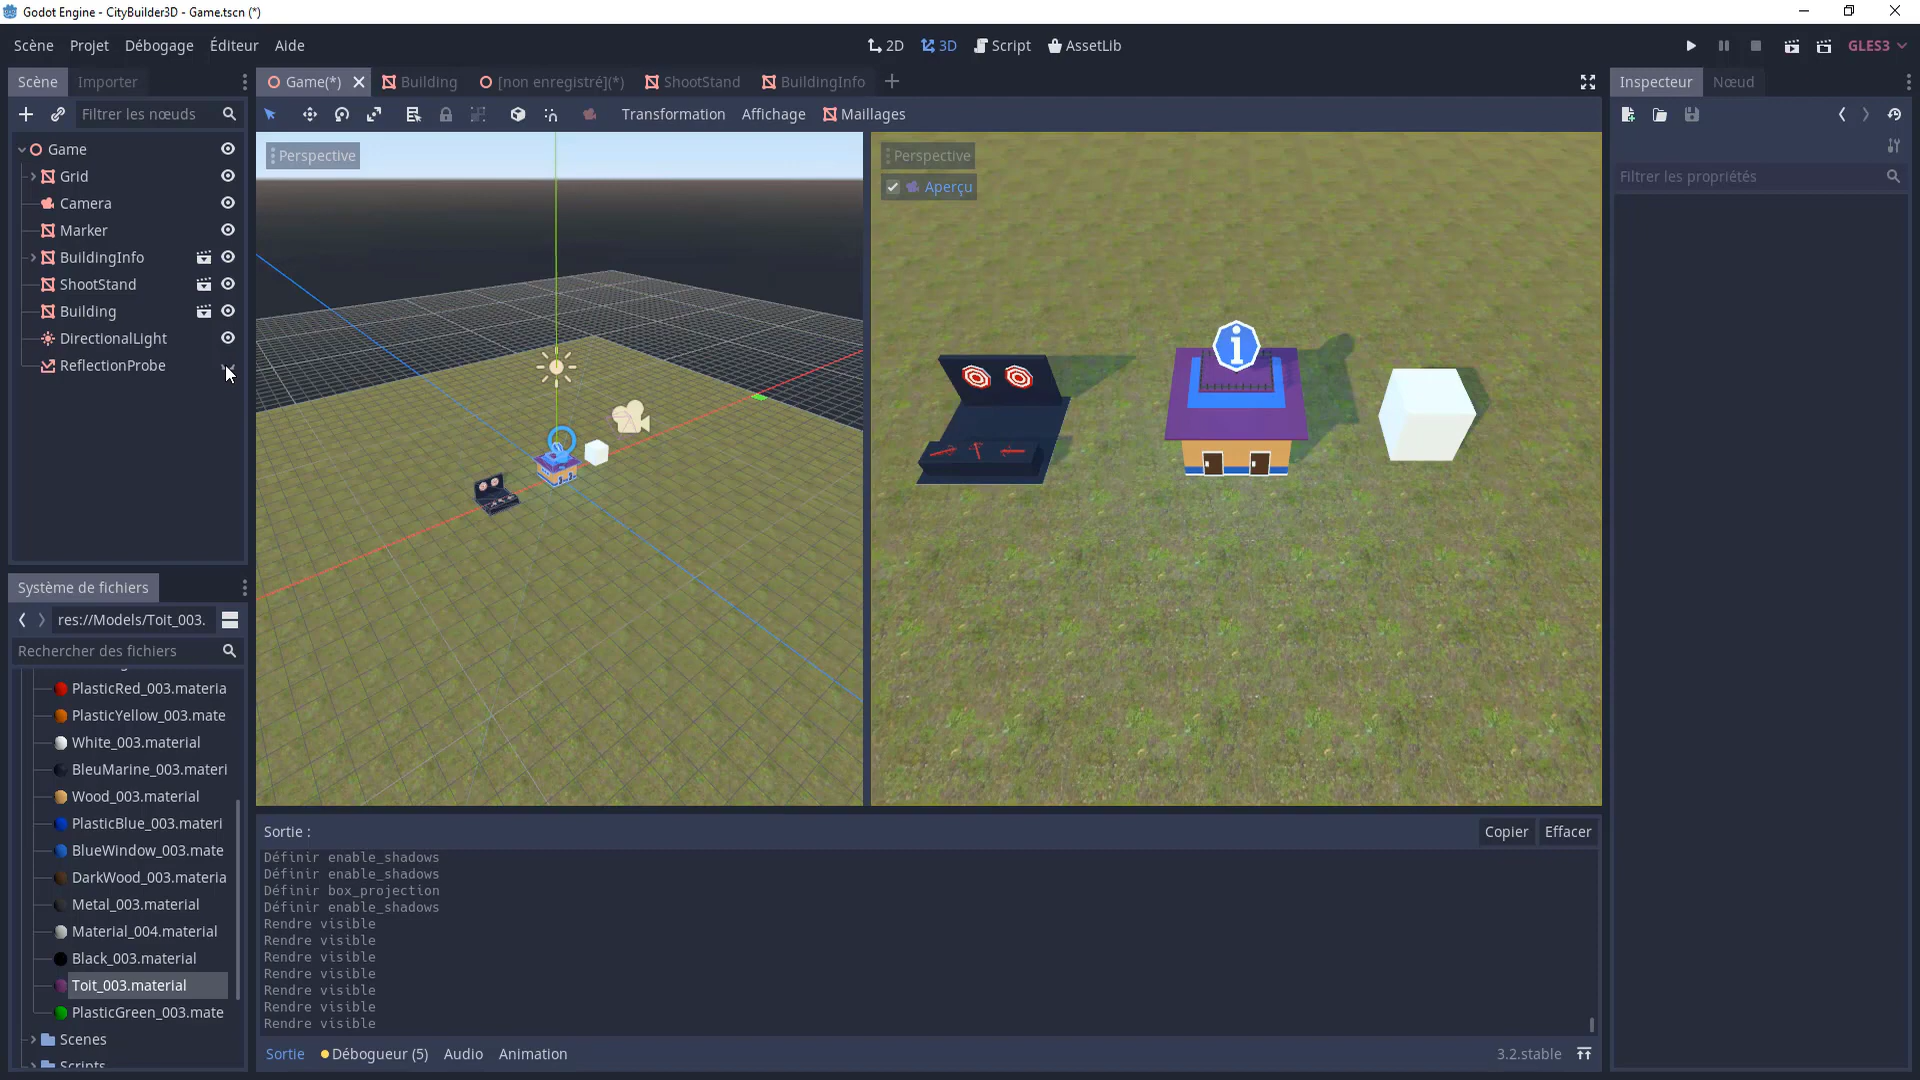 Godot Engine - CityBuilder3D - Game.tscn (*)
Scène Projet Débogage Éditeur Aide
2D 3D Script AssetLib
GLES3
Scène Importer
Game(*) Building [non enregistré](*) ShootStand BuildingInfo
Inspecteur Nœud
Filtrer les nœuds
Transformation Affichage Maillages
Game
Grid
Camera
Marker
BuildingInfo
ShootStand
Building
DirectionalLight
ReflectionProbe
Perspective
Perspective
Aperçu
Filtrer les propriétés
Système de fichiers
res://Models/Toit_003.
Rechercher des fichiers
PlasticRed_003.materia
PlasticYellow_003.mate
White_003.material
BleuMarine_003.materi
Wood_003.material
PlasticBlue_003.materi
BlueWindow_003.mate
DarkWood_003.materia
Metal_003.material
Material_004.material
Black_003.material
Toit_003.material
PlasticGreen_003.mate
Scenes
Scripts
Sortie :
Copier Effacer
Définir enable_shadows
Définir enable_shadows
Définir box_projection
Définir enable_shadows
Rendre visible
Rendre visible
Rendre visible
Rendre visible
Rendre visible
Rendre visible
Rendre visible
Sortie Débogueur (5) Audio Animation
3.2.stable